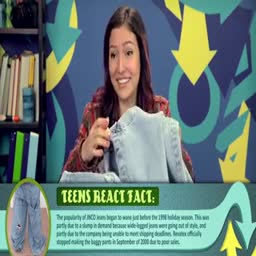 TEENS REACT FACT:
The popularity of JNCO Jeans began to wane just before the 1998 holiday season. This was
partly due to a slump in demand because wide-legged jeans were going out of style, and
partly due to the company being unable to meet shipping deadlines. Revatex officially
stopped making the baggy pants in September of 2000 due to poor sales.